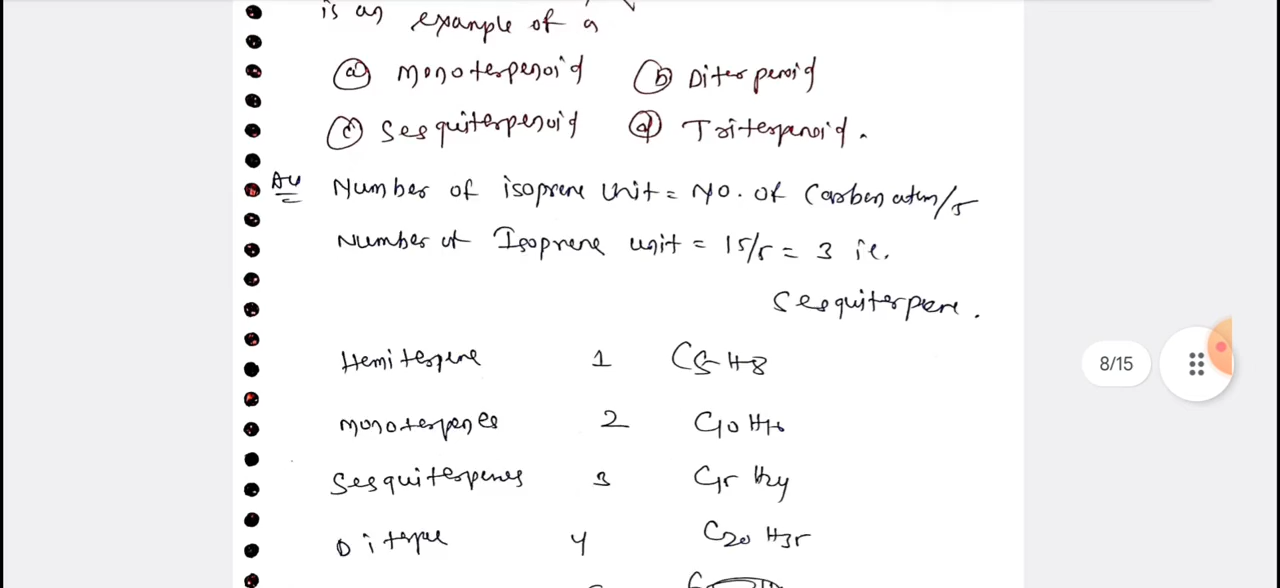 is an example of a
(a) Monoterpenoid (b) Diterpenoid
(c) Sesquiterpenoid (d) Triterpenoid.
Number of isoprene Unit = NO. of Carbon atom/5
Number of Isoprene unit = 15/5 = 3 ie.
Sesquiterpene.
Hemiterpene 1 C5H8
8/15
Monoterpenes 2 C10H16
Sesquiterpenes 3 C15H24
Diterpene 4 C20